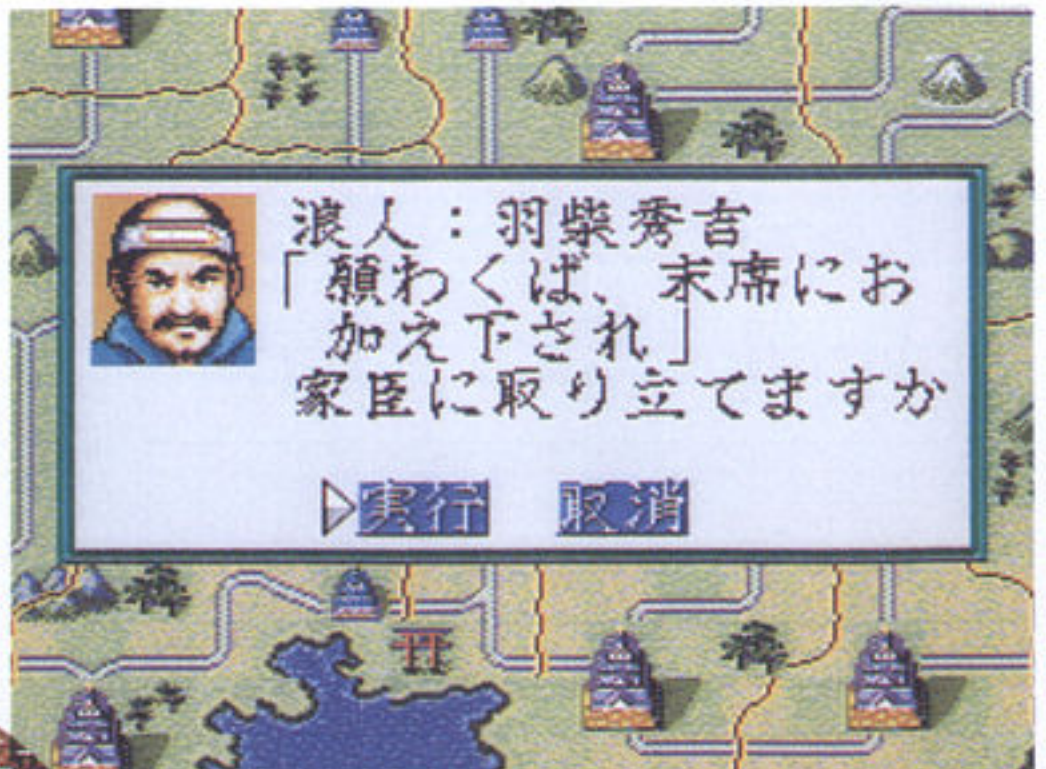 浪人：羽柴秀吉
「願わくば、末席にお
加え下され」
家臣に取り立てますか
実行 取消